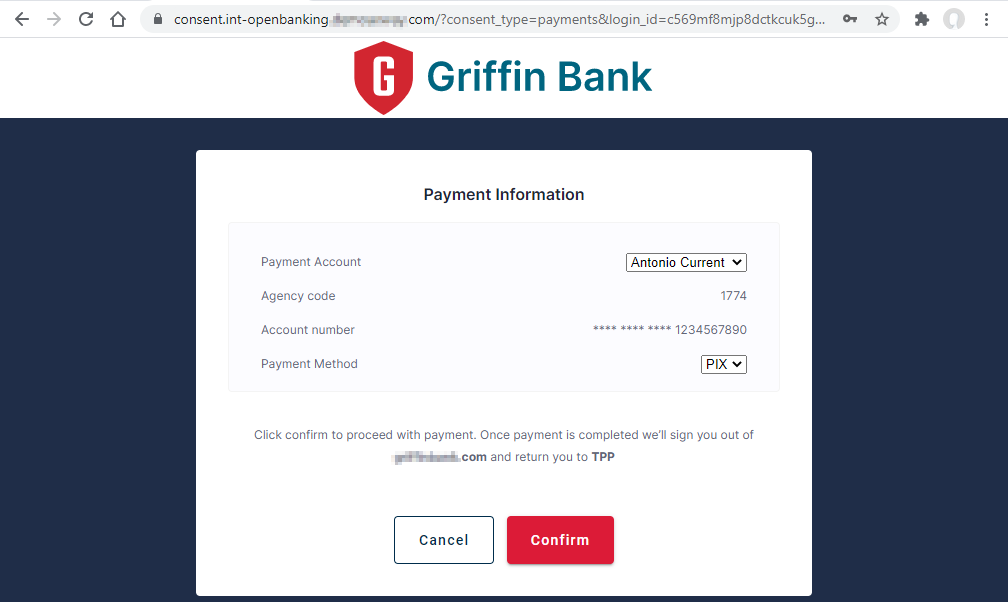 consent.int-openbanking. .com/?consent_type=payments&login_id=c569mf8mjp8dctkcuk5g...
G Griffin Bank
Payment Information
Payment Account Antonio Current
Agency code 1774
Account number **** **** **** 1234567890
Payment Method PIX
Click confirm to proceed with payment. Once payment is completed we'll sign you out of
.com and return you to TPP
Cancel Confirm